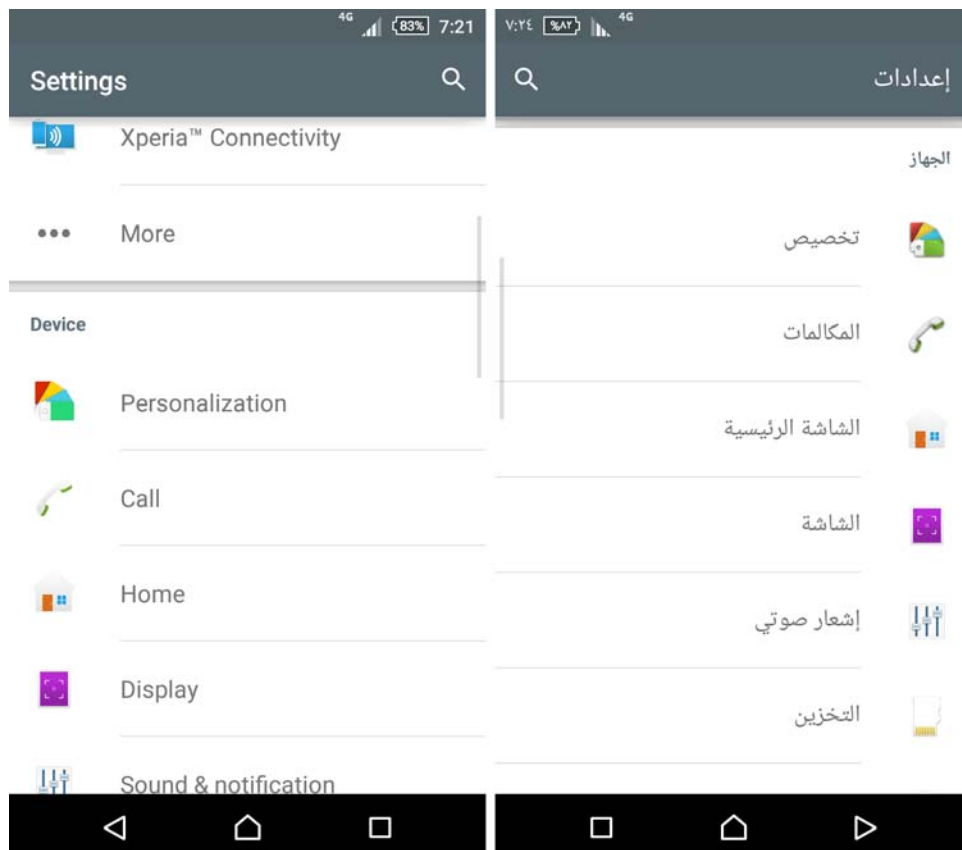 4G 83% 7:21
Settings
Xperia™ Connectivity
More
Device
Personalization
Call
Home
Display
Sound & notification
4G %٨٢ ٧:٢٤
إعدادات
الجهاز
تخصيص
المكالمات
الشاشة الرئيسية
الشاشة
إشعار صوتي
التخزين